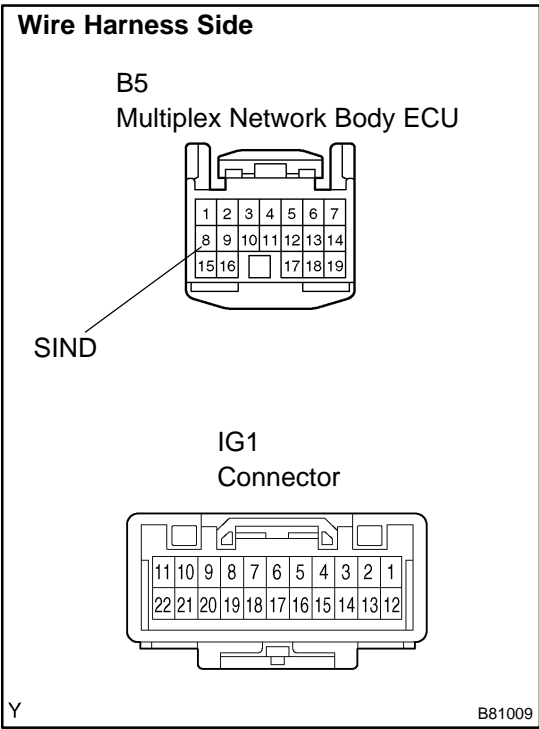 Wire Harness Side
B5
Multiplex Network Body ECU
1 2 3 4 5 6 7
8 9 10 11 12 13 14
15 16 17 18 19
SIND
IG1
Connector
11 10 9 8 7 6 5 4 3 2 1
22 21 20 19 18 17 16 15 14 13 12
Y B81009